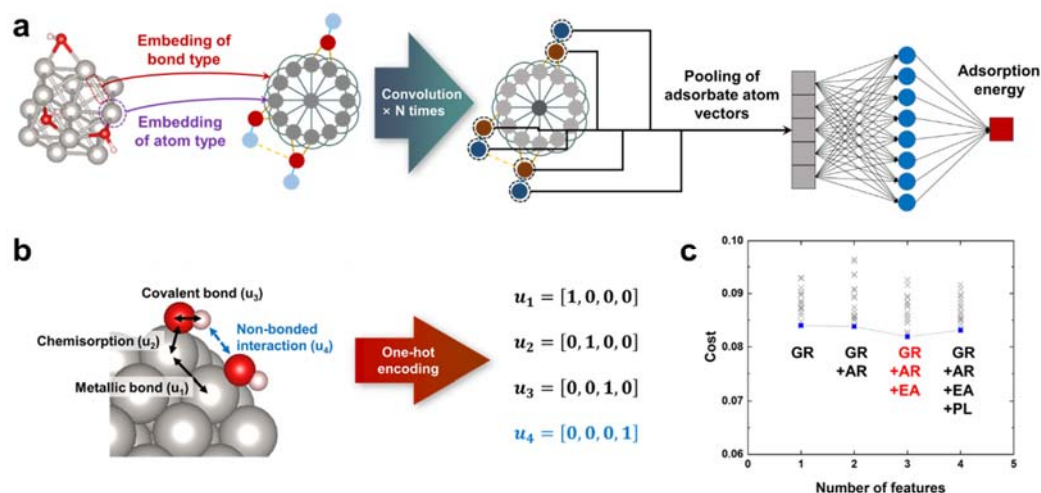 a
Embeding of
bond type
Embedding
of atom type
Convolution
× N times
Pooling of
adsorbate atom
vectors
Adsorption
energy
b
Covalent bond (u₃)
Chemisorption (u₂)
Non-bonded
interaction (u₄)
Metallic bond (u₁)
One-hot
encoding
u₁ = [1, 0, 0, 0]
u₂ = [0, 1, 0, 0]
u₃ = [0, 0, 1, 0]
u₄ = [0, 0, 0, 1]
c
Cost
0.10
0.09
0.08
0.07
0.06
GR
GR
+AR
GR
+AR
+EA
GR
+AR
+EA
+PL
0 1 2 3 4 5
Number of features